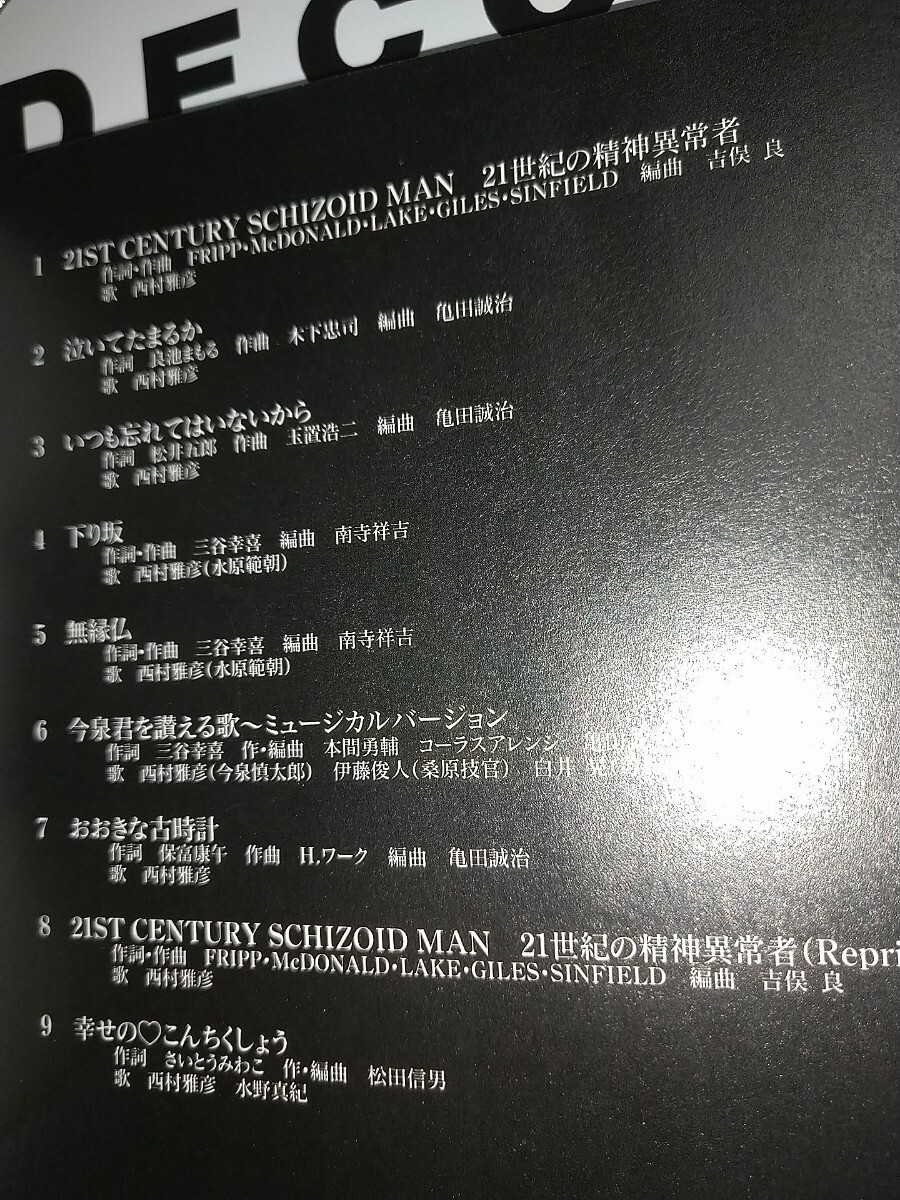 DECO
1 21ST CENTURY SCHIZOID MAN 21世紀の精神異常者
作詞・作曲 FRIPP・McDONALD・LAKE・GILES・SINFIELD 編曲 吉俣 良
歌 西村雅彦
2 泣いてたまるか
作詞 良池まもる 作曲 木下忠司 編曲 亀田誠治
歌 西村雅彦
3 いつも忘れてはいないから
作詞 松井五郎 作曲 玉置浩二 編曲 亀田誠治
歌 西村雅彦
4 下り坂
作詞・作曲 三谷幸喜 編曲 南寺祥吉
歌 西村雅彦(水原範朝)
5 無縁仏
作詞・作曲 三谷幸喜 編曲 南寺祥吉
歌 西村雅彦(水原範朝)
6 今泉君を讃える歌〜ミュージカルバージョン
作詞 三谷幸喜 作・編曲 本間勇輔 コーラスアレンジ
歌 西村雅彦(今泉慎太郎) 伊藤俊人(桑原技官) 白井
7 おおきな古時計
作詞 保富康午 作曲 H.ワーク 編曲 亀田誠治
歌 西村雅彦
8 21ST CENTURY SCHIZOID MAN 21世紀の精神異常者(Repri
作詞・作曲 FRIPP・McDONALD・LAKE・GILES・SINFIELD 編曲 吉俣 良
歌 西村雅彦
9 幸せの♡こんちくしょう
作詞 さいとうみわこ 作・編曲 松田信男
歌 西村雅彦 水野真紀